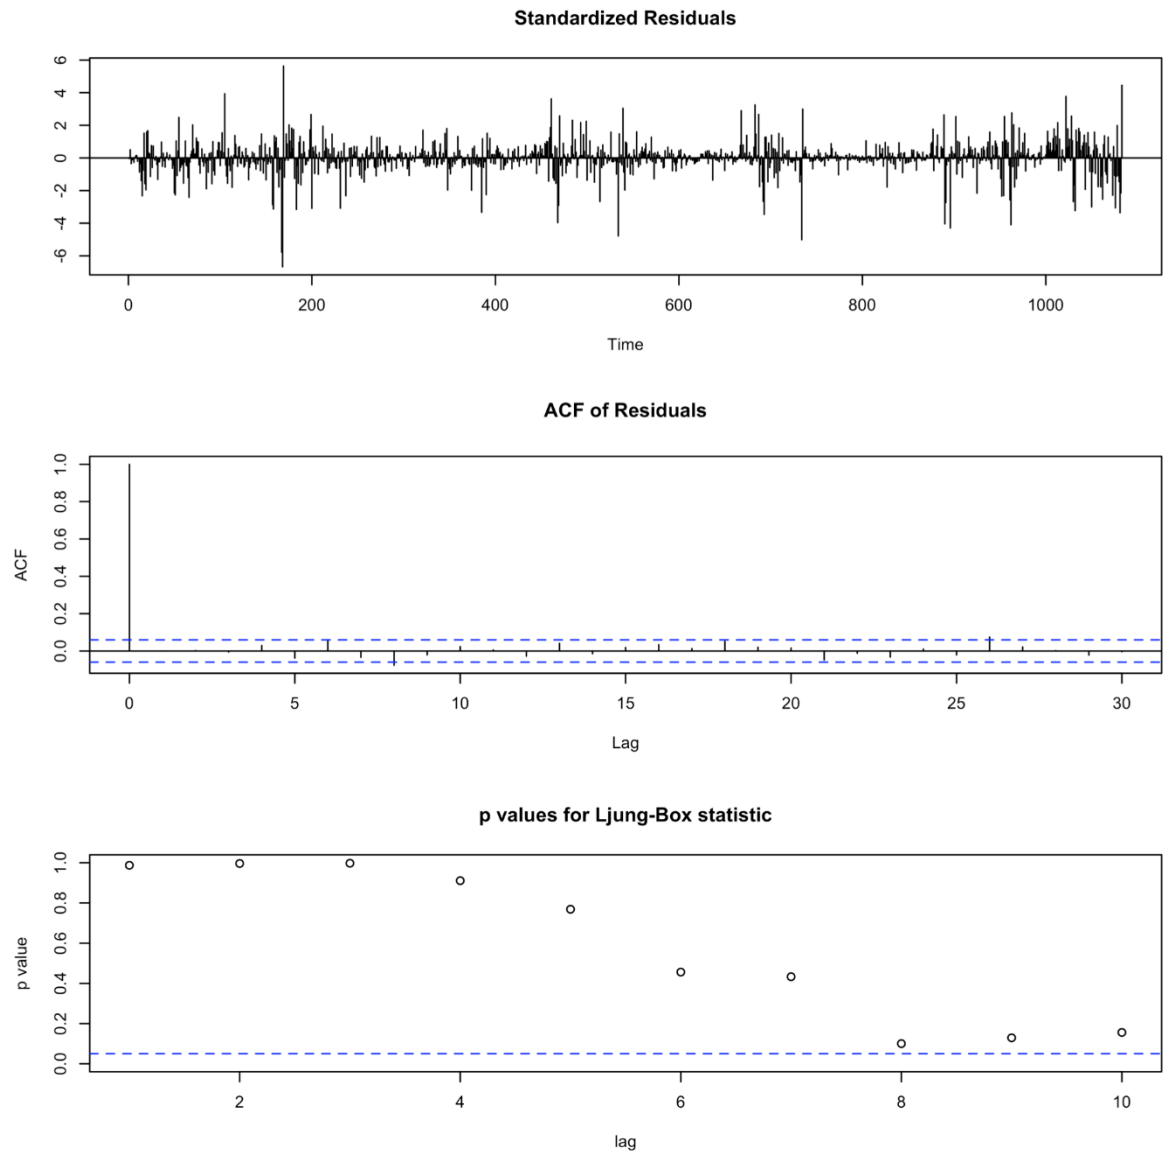 Standardized Residuals
6
4
2
0
-2
-4
-6
0 200 400 600 800 1000
Time
ACF of Residuals
ACF
1.0
0.8
0.6
0.4
0.2
0.0
0 5 10 15 20 25 30
Lag
p values for Ljung-Box statistic
p value
1.0
0.8
0.6
0.4
0.2
0.0
2 4 6 8 10
lag